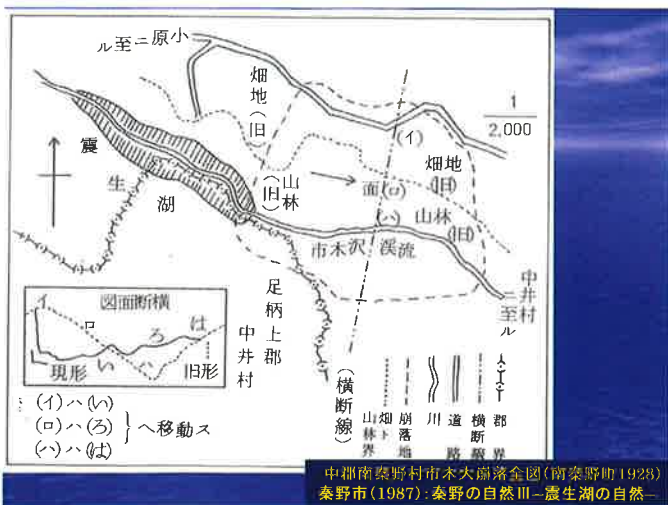 小原ニ至ル
畑地(旧)
1
2.000
(イ)
畑地
(旧)
震
生
湖
山林
(旧)
面(ロ)
(ハ)
山林
(旧)
市木沢渓流
中井村ニ至ル
足柄上郡
中井村
横断面図
イ
ロ
ろ
は
い
ハ
現形
旧形
(イ)ハ(い)
(ロ)ハ(ろ)
(ハ)ハ(は)
へ移動ス
(横断線)
郡界
横断線
道路
川
崩落地
畑ト山林界
中郡南秦野村市木大崩落全図(南秦野町1928)
秦野市(1987):秦野の自然Ⅲ-震生湖の自然-